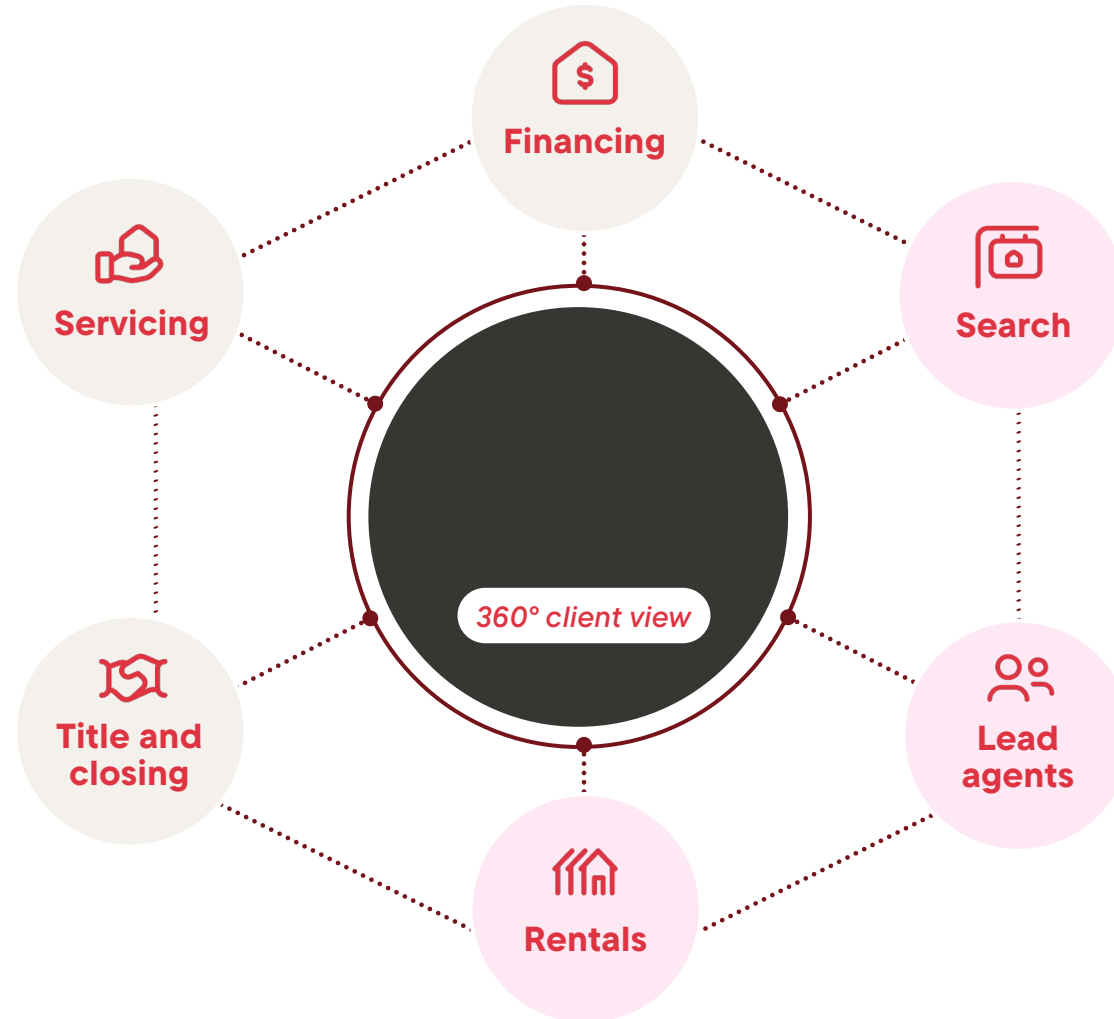 $
Financing
Servicing
Search
360° client view
Title and
closing
Lead
agents
Rentals